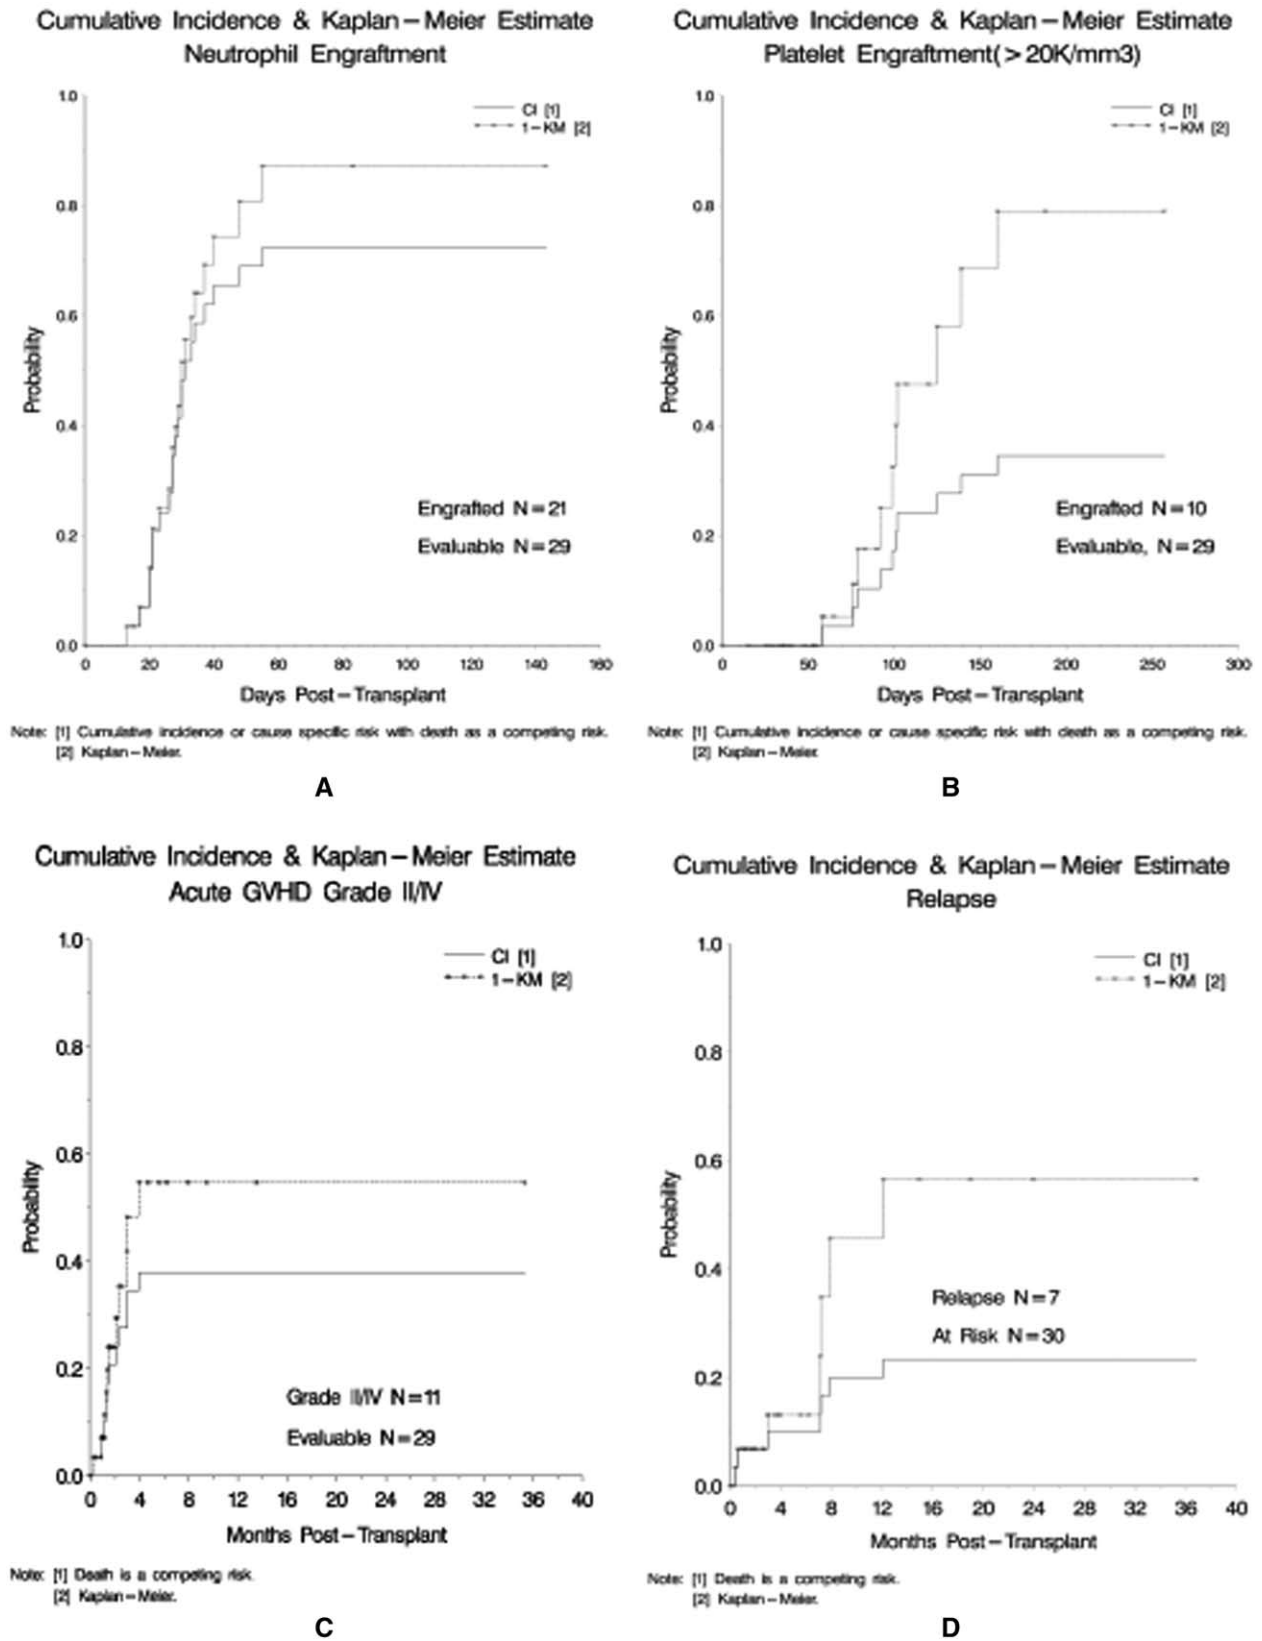 Cumulative Incidence & Kaplan–Meier Estimate
Neutrophil Engraftment
CI [1]
1–KM [2]
1.0
0.8
0.6
0.4
0.2
0.0
Probability
Engrafted N=21
Evaluable N=29
0 20 40 60 80 100 120 140 160
Days Post–Transplant
Note: [1] Cumulative incidence or cause specific risk with death as a competing risk.
[2] Kaplan–Meier.
A
Cumulative Incidence & Kaplan–Meier Estimate
Platelet Engraftment(>20K/mm3)
CI [1]
1–KM [2]
1.0
0.8
0.6
0.4
0.2
0.0
Probability
Engrafted N=10
Evaluable, N=29
0 50 100 150 200 250 300
Days Post–Transplant
Note: [1] Cumulative incidence or cause specific risk with death as a competing risk.
[2] Kaplan–Meier.
B
Cumulative Incidence & Kaplan–Meier Estimate
Acute GVHD Grade II/IV
CI [1]
1–KM [2]
1.0
0.8
0.6
0.4
0.2
0.0
Probability
Grade II/IV N=11
Evaluable N=29
0 4 8 12 16 20 24 28 32 36 40
Months Post–Transplant
Note: [1] Death is a competing risk.
[2] Kaplan–Meier.
C
Cumulative Incidence & Kaplan–Meier Estimate
Relapse
CI [1]
1–KM [2]
1.0
0.8
0.6
0.4
0.2
0.0
Probability
Relapse N=7
At Risk N=30
0 4 8 12 16 20 24 28 32 36 40
Months Post–Transplant
Note: [1] Death is a competing risk.
[2] Kaplan–Meier.
D